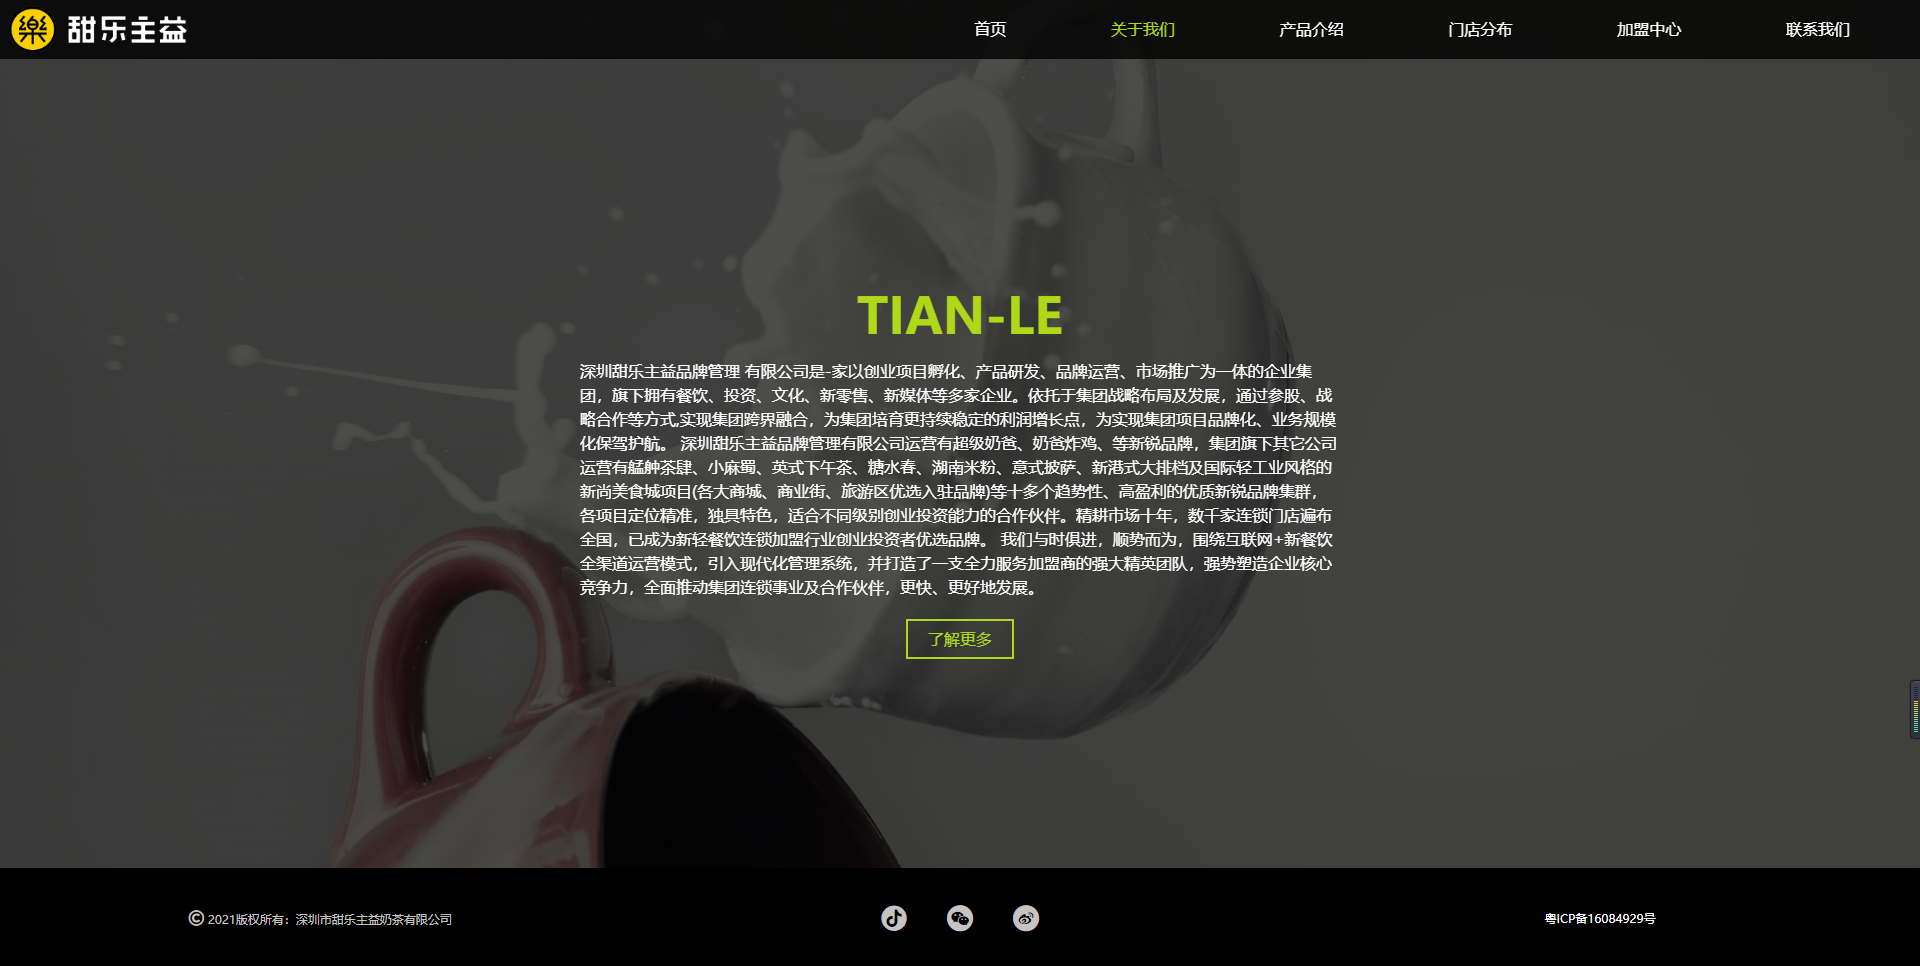 樂 甜乐主益
首页 关于我们 产品介绍 门店分布 加盟中心 联系我们
TIAN-LE
深圳甜乐主益品牌管理 有限公司是-家以创业项目孵化、产品研发、品牌运营、市场推广为一体的企业集
团，旗下拥有餐饮、投资、文化、新零售、新媒体等多家企业。依托于集团战略布局及发展，通过参股、战
略合作等方式,实现集团跨界融合，为集团培育更持续稳定的利润增长点，为实现集团项目品牌化、业务规模
化保驾护航。 深圳甜乐主益品牌管理有限公司运营有超级奶爸、奶爸炸鸡、等新锐品牌，集团旗下其它公司
运营有艋舺茶肆、小麻蜀、英式下午茶、糖水春、湖南米粉、意式披萨、新港式大排档及国际轻工业风格的
新尚美食城项目(各大商城、商业街、旅游区优选入驻品牌)等十多个趋势性、高盈利的优质新锐品牌集群，
各项目定位精准，独具特色，适合不同级别创业投资能力的合作伙伴。精耕市场十年，数千家连锁门店遍布
全国，已成为新轻餐饮连锁加盟行业创业投资者优选品牌。 我们与时俱进，顺势而为，围绕互联网+新餐饮
全渠道运营模式，引入现代化管理系统，并打造了一支全力服务加盟商的强大精英团队，强势塑造企业核心
竞争力，全面推动集团连锁事业及合作伙伴，更快、更好地发展。
了解更多
© 2021版权所有：深圳市甜乐主益奶茶有限公司
粤ICP备16084929号